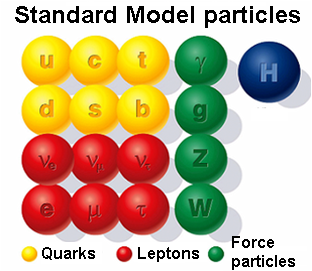 Standard Model particles
u c t γ H
d s b g
νe νμ ντ Z
e μ τ W
Quarks Leptons Force particles